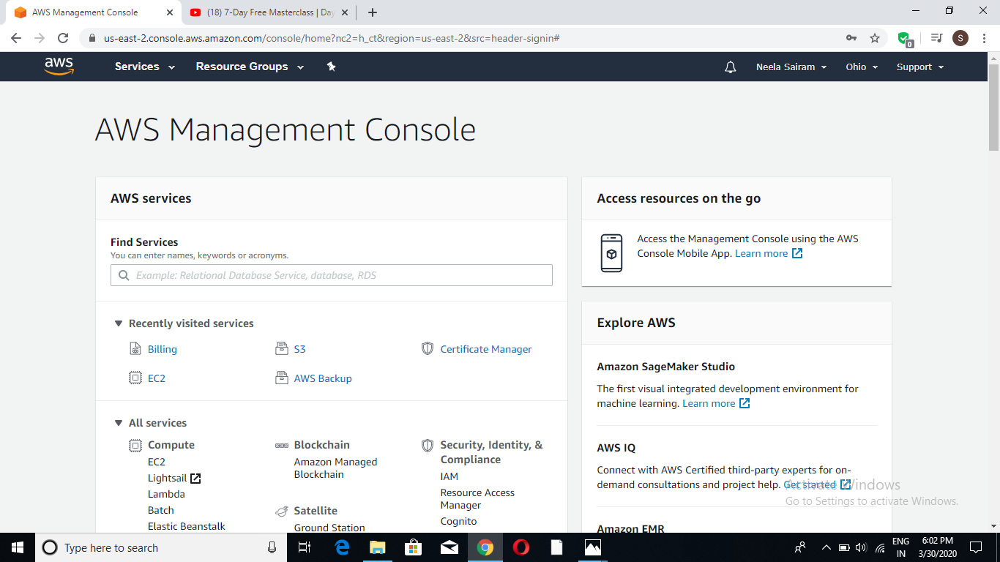 AWS Management Console
(18) 7-Day Free Masterclass | Day
us-east-2.console.aws.amazon.com/console/home?nc2=h_ct&region=us-east-2&src=header-signin#
0
S
aws
Services
Resource Groups
Neela Sairam
Ohio
Support
AWS Management Console
AWS services
Find Services
You can enter names, keywords or acronyms.
Example: Relational Database Service, database, RDS
Recently visited services
Billing
S3
Certificate Manager
EC2
AWS Backup
All services
Compute
EC2
Lightsail
Lambda
Batch
Elastic Beanstalk
Blockchain
Amazon Managed
Blockchain
Satellite
Ground Station
Security, Identity, &
Compliance
IAM
Resource Access
Manager
Cognito
Access resources on the go
Access the Management Console using the AWS
Console Mobile App. Learn more
Explore AWS
Amazon SageMaker Studio
The first visual integrated development environment for
machine learning. Learn more
AWS IQ
Connect with AWS Certified third-party experts for on-
demand consultations and project help. Get started
Amazon EMR
Activate Windows
Go to Settings to activate Windows.
Type here to search
ENG
IN
6:02 PM
3/30/2020